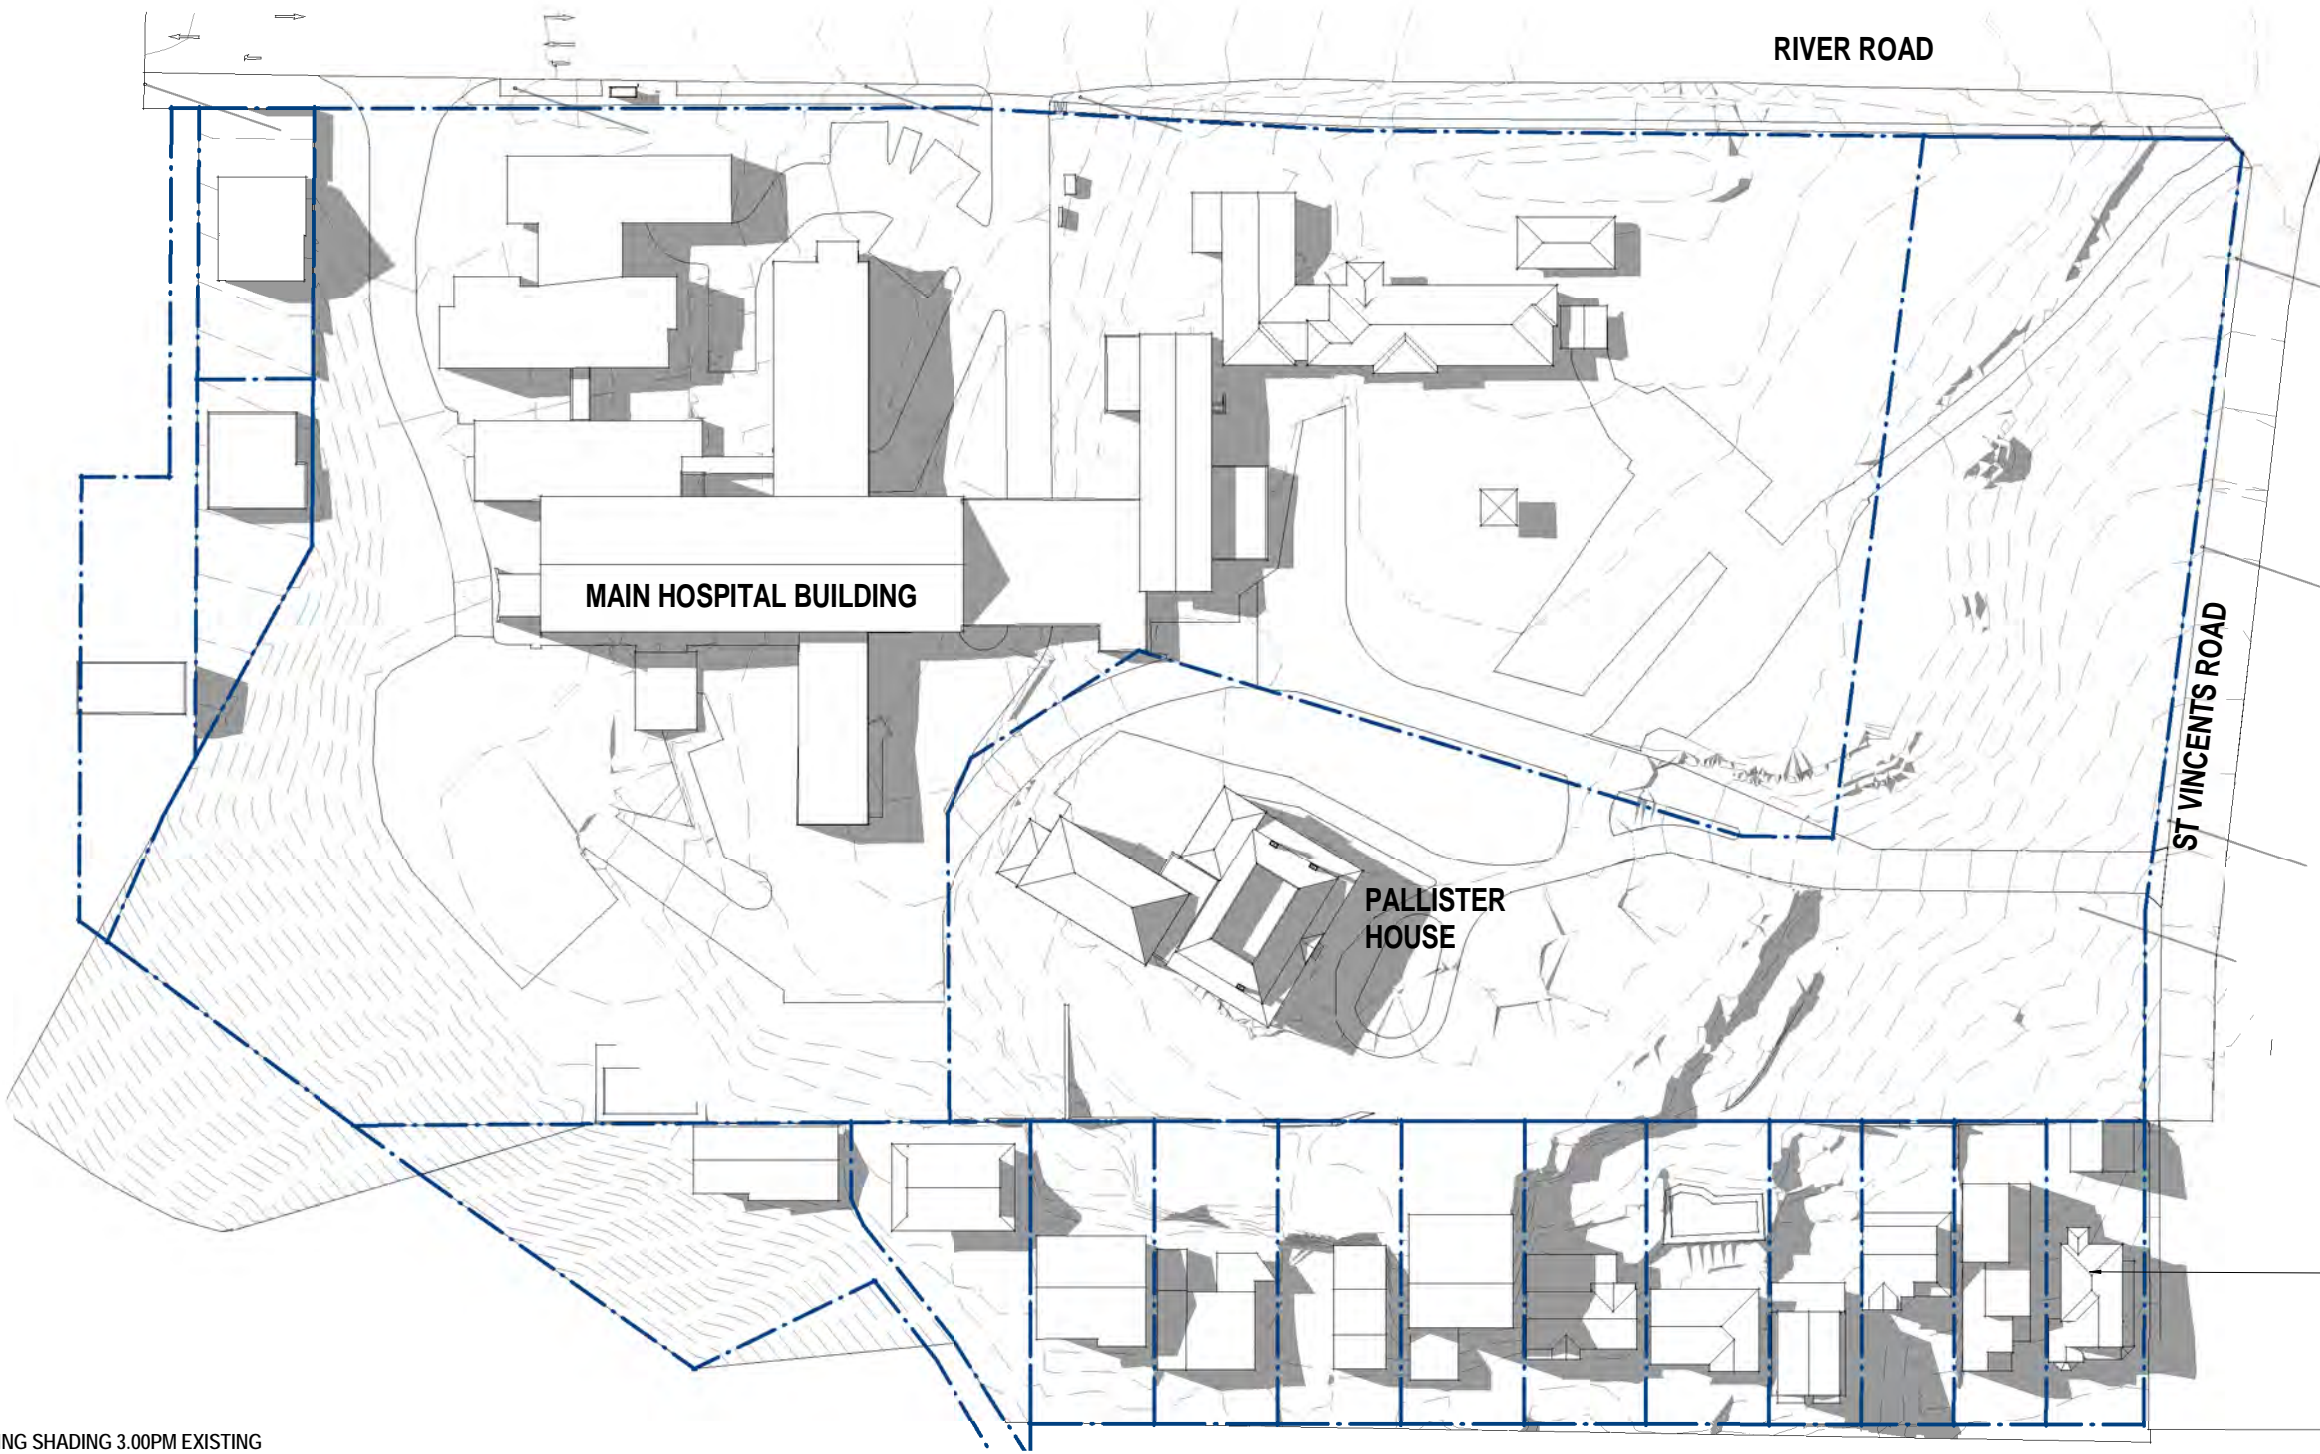 RIVER ROAD
MAIN HOSPITAL BUILDING
ST VINCENTS ROAD
PALLISTER
HOUSE
NG SHADING 3.00PM EXISTING